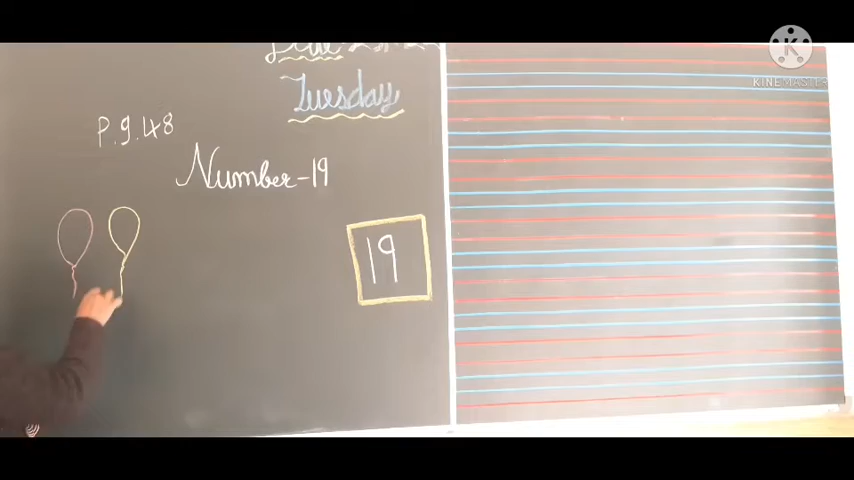 Tuesday
P.g.48
Number-19
19
K
KINEMASTER